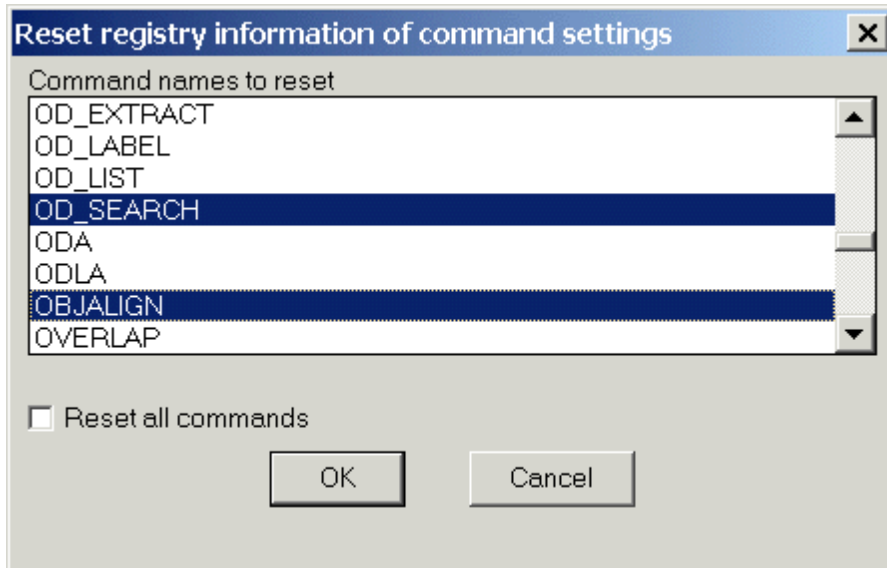 Reset registry information of command settings
Command names to reset
OD_EXTRACT
OD_LABEL
OD_LIST
OD_SEARCH
ODA
ODLA
OBJALIGN
OVERLAP
Reset all commands
OK Cancel